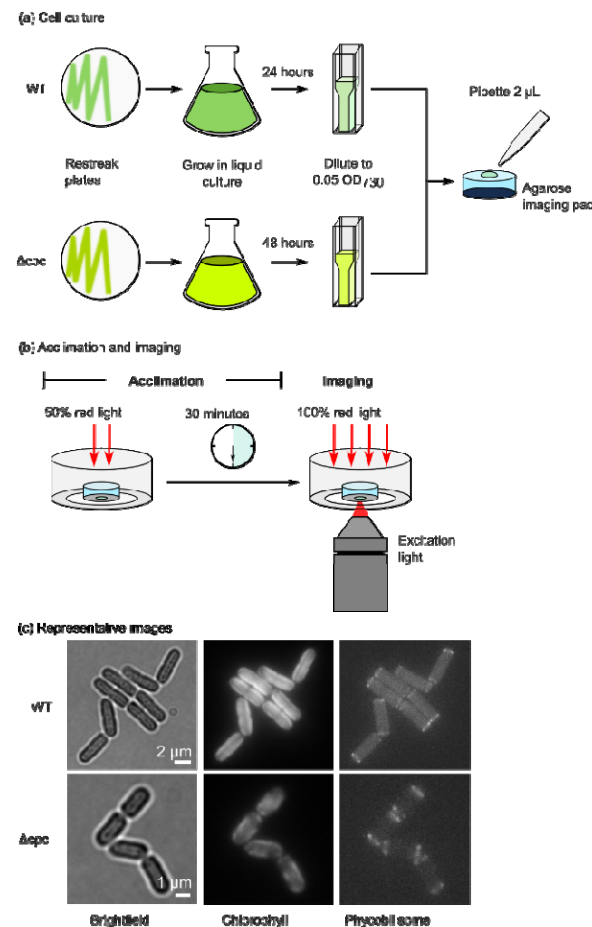 (a) Cell culture
WT
24 hours
Pipette 2 µL
Restreak plates
Grow in liquid culture
Dilute to 0.05 OD730
Agarose imaging pad
Δcpc
48 hours
(b) Acclimation and imaging
Acclimation
Imaging
50% red light
30 minutes
100% red light
Excitation light
(c) Representative images
WT
2 µm
Δcpc
1 µm
Brightfield
Chlorophyll
Phycobilisome